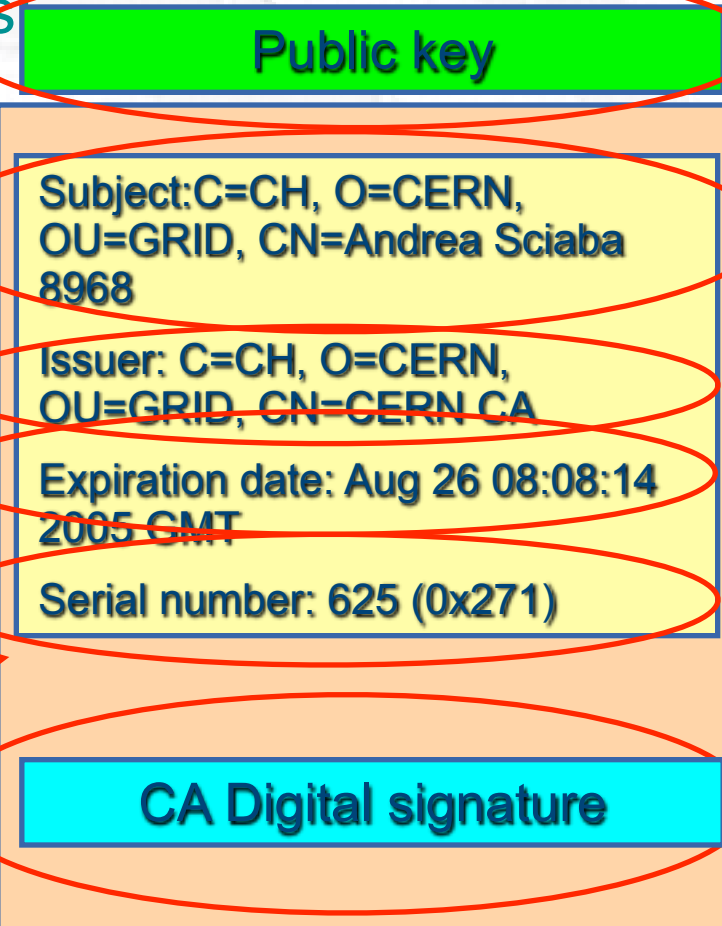 s
Public key
Subject:C=CH, O=CERN,
OU=GRID, CN=Andrea Sciaba
8968
Issuer: C=CH, O=CERN,
OU=GRID, CN=CERN CA
Expiration date: Aug 26 08:08:14
2005 GMT
Serial number: 625 (0x271)
CA Digital signature